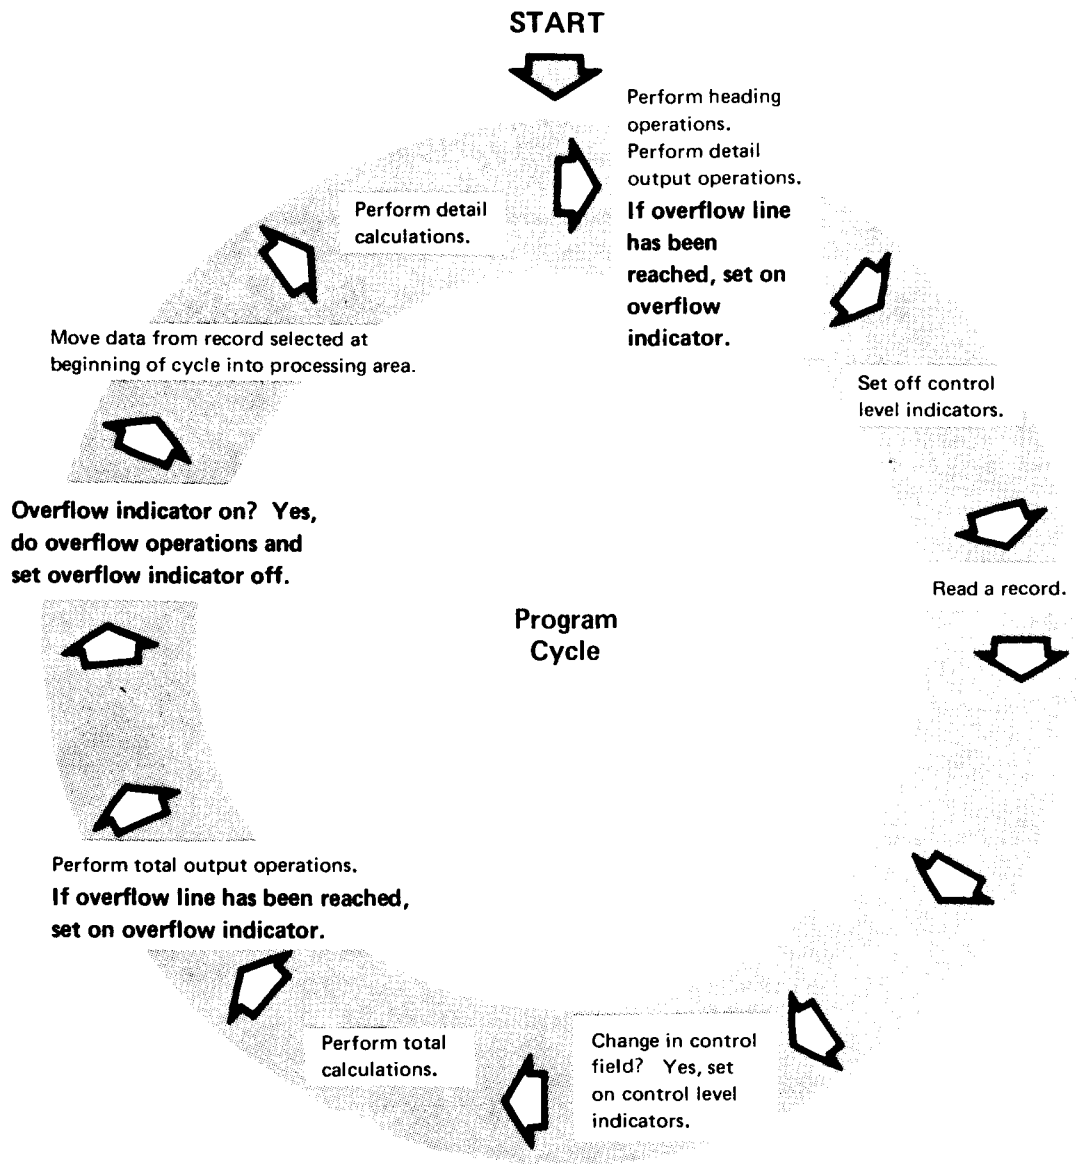 START
Perform heading
operations.
Perform detail
output operations.
If overflow line
has been
reached, set on
overflow
indicator.
Set off control
level indicators.
Read a record.
Change in control
field? Yes, set
on control level
indicators.
Perform total
calculations.
Perform total output operations.
If overflow line has been reached,
set on overflow indicator.
Overflow indicator on? Yes,
do overflow operations and
set overflow indicator off.
Move data from record selected at
beginning of cycle into processing area.
Perform detail
calculations.
Program
Cycle